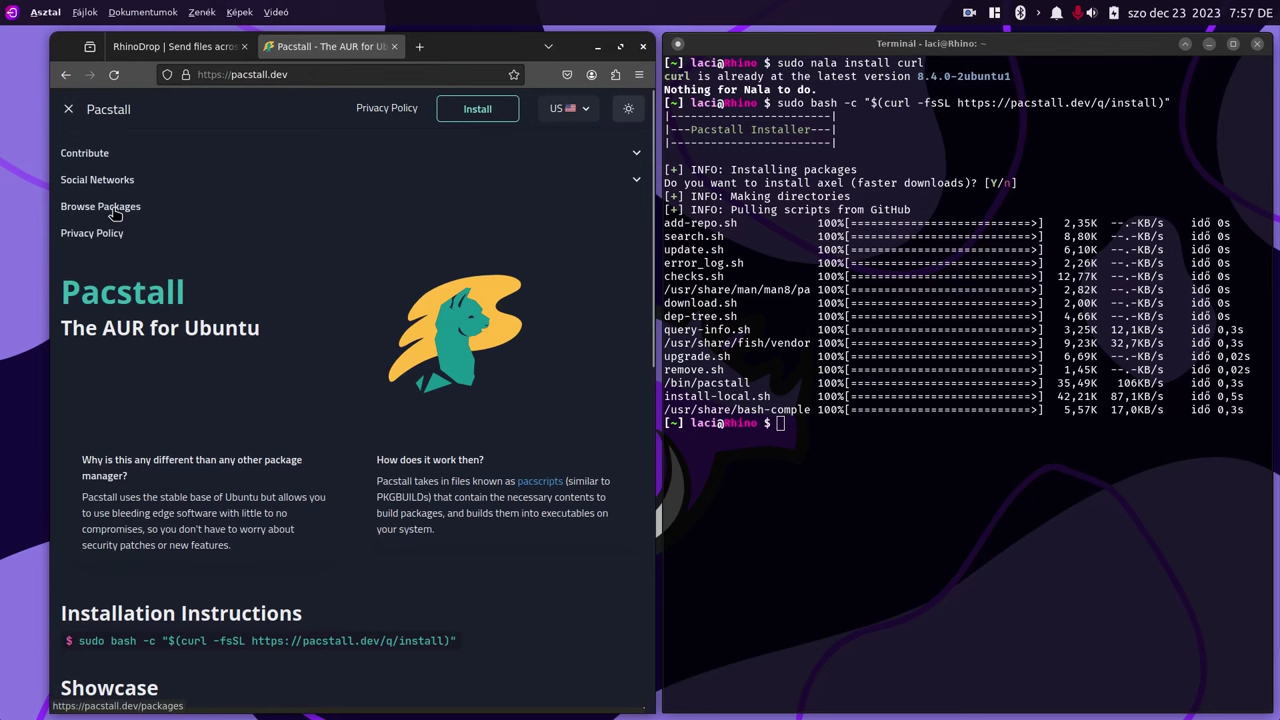 Asztal Fájlok Dokumentumok Zenék Képek Videó szo dec 23 2023 7:57 DE
RhinoDrop | Send files acros
Pacstall - The AUR for Ub
https://pacstall.dev
Pacstall Privacy Policy Install US
Contribute
Social Networks
Browse Packages
Privacy Policy
Pacstall
The AUR for Ubuntu
Why is this any different than any other package
manager?
Pacstall uses the stable base of Ubuntu but allows you
to use bleeding edge software with little to no
compromises, so you don't have to worry about
security patches or new features.
How does it work then?
Pacstall takes in files known as pacscripts (similar to
PKGBUILDs) that contain the necessary contents to
build packages, and builds them into executables on
your system.
Installation Instructions
$ sudo bash -c "$(curl -fsSL https://pacstall.dev/q/install)"
Showcase
https://pacstall.dev/packages
Terminál - laci@Rhino: ~
[~] laci@Rhino $ sudo nala install curl
curl is already at the latest version 8.4.0-2ubuntu1
Nothing for Nala to do.
[~] laci@Rhino $ sudo bash -c "$(curl -fsSL https://pacstall.dev/q/install)"
|------------------------|
|---Pacstall Installer---|
|------------------------|
[+] INFO: Installing packages
Do you want to install axel (faster downloads)? [Y/n]
[+] INFO: Making directories
[+] INFO: Pulling scripts from GitHub
add-repo.sh 100%[===========================>] 2,35K --.-KB/s idő 0s
search.sh 100%[===========================>] 8,80K --.-KB/s idő 0s
update.sh 100%[===========================>] 6,10K --.-KB/s idő 0s
error_log.sh 100%[===========================>] 2,26K --.-KB/s idő 0s
checks.sh 100%[===========================>] 12,77K --.-KB/s idő 0s
/usr/share/man/man8/pa 100%[===========================>] 2,82K --.-KB/s idő 0s
download.sh 100%[===========================>] 2,00K --.-KB/s idő 0s
dep-tree.sh 100%[===========================>] 4,66K --.-KB/s idő 0s
query-info.sh 100%[===========================>] 3,25K 12,1KB/s idő 0,3s
/usr/share/fish/vendor 100%[===========================>] 9,23K 32,7KB/s idő 0,3s
upgrade.sh 100%[===========================>] 6,69K --.-KB/s idő 0,02s
remove.sh 100%[===========================>] 1,45K --.-KB/s idő 0,02s
/bin/pacstall 100%[===========================>] 35,49K 106KB/s idő 0,3s
install-local.sh 100%[===========================>] 42,21K 87,1KB/s idő 0,5s
/usr/share/bash-comple 100%[===========================>] 5,57K 17,0KB/s idő 0,3s
[~] laci@Rhino $